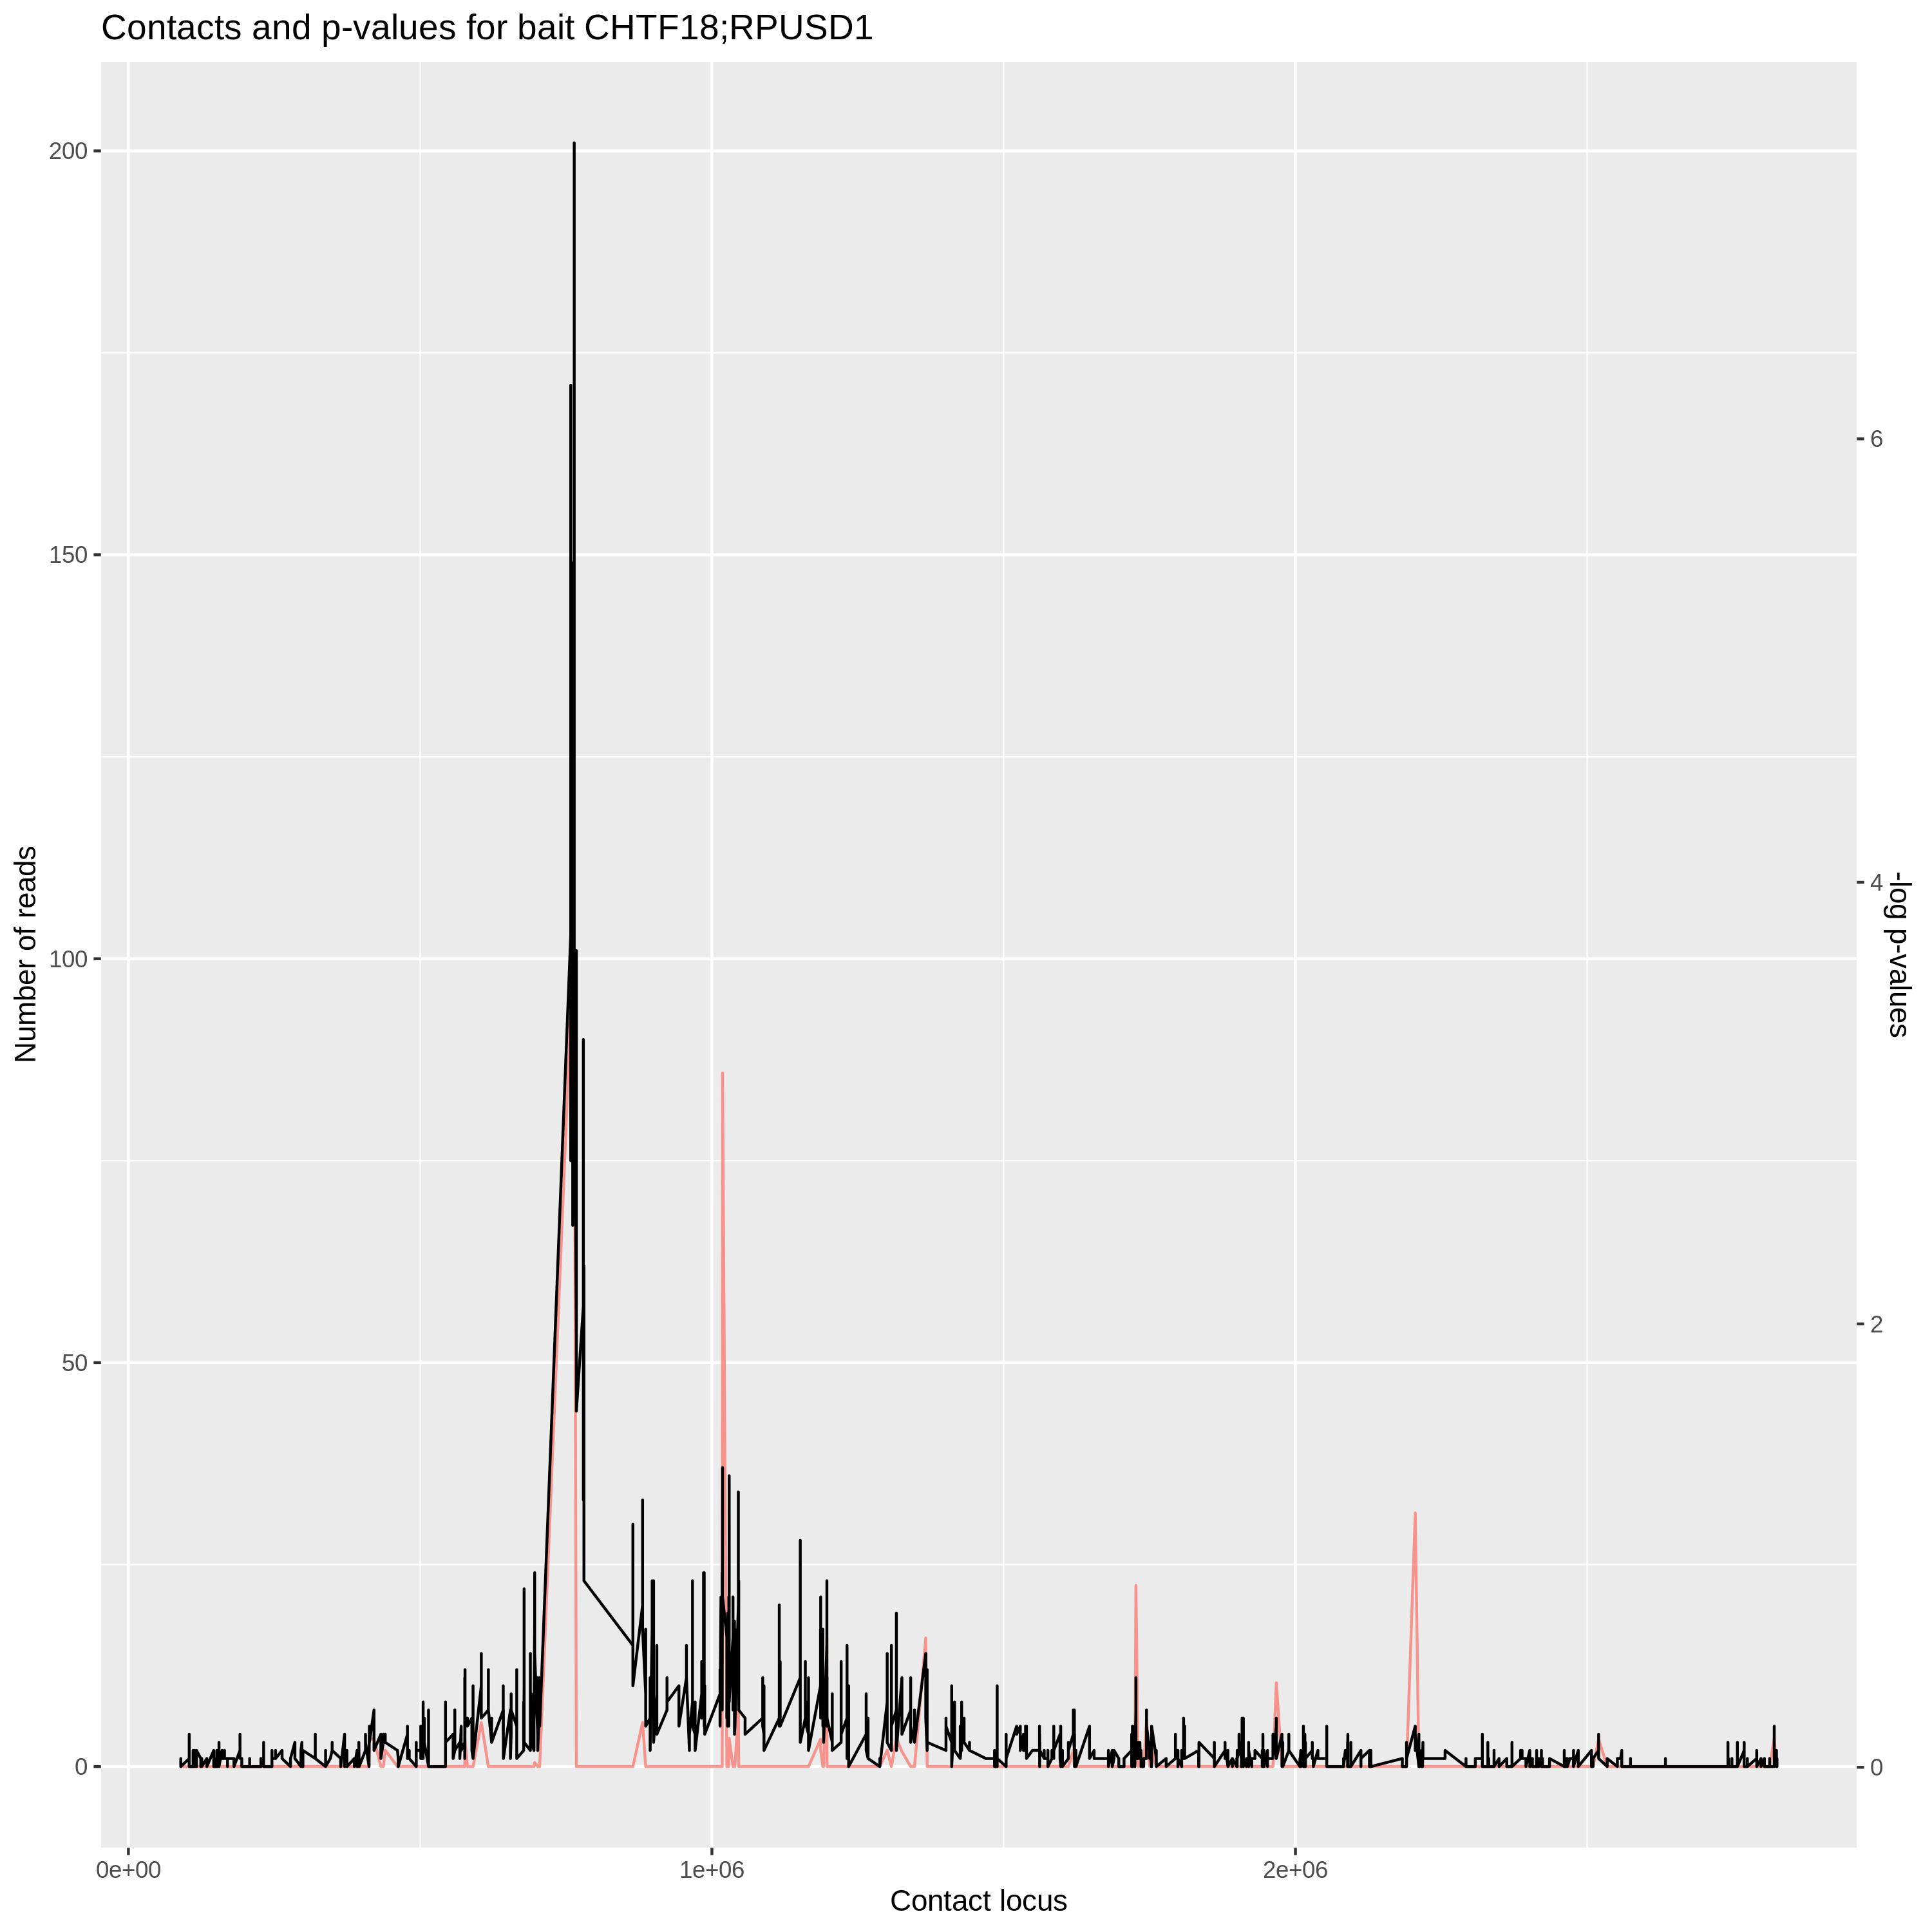 Contacts and p-values for bait CHTF18;RPUSD1
200
150
100
50
0
Number of reads
6
4
2
0
-log p-values
0e+00
1e+06
2e+06
Contact locus